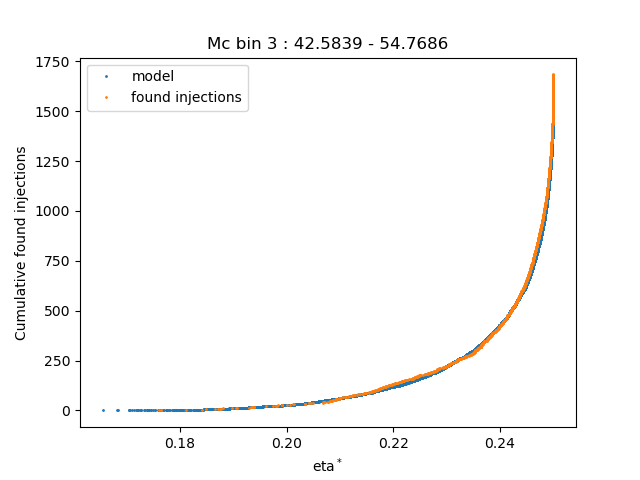 Mc bin 3 : 42.5839 - 54.7686
model
found injections
Cumulative found injections
1750
1500
1250
1000
750
500
250
0
0.18 0.20 0.22 0.24
eta*